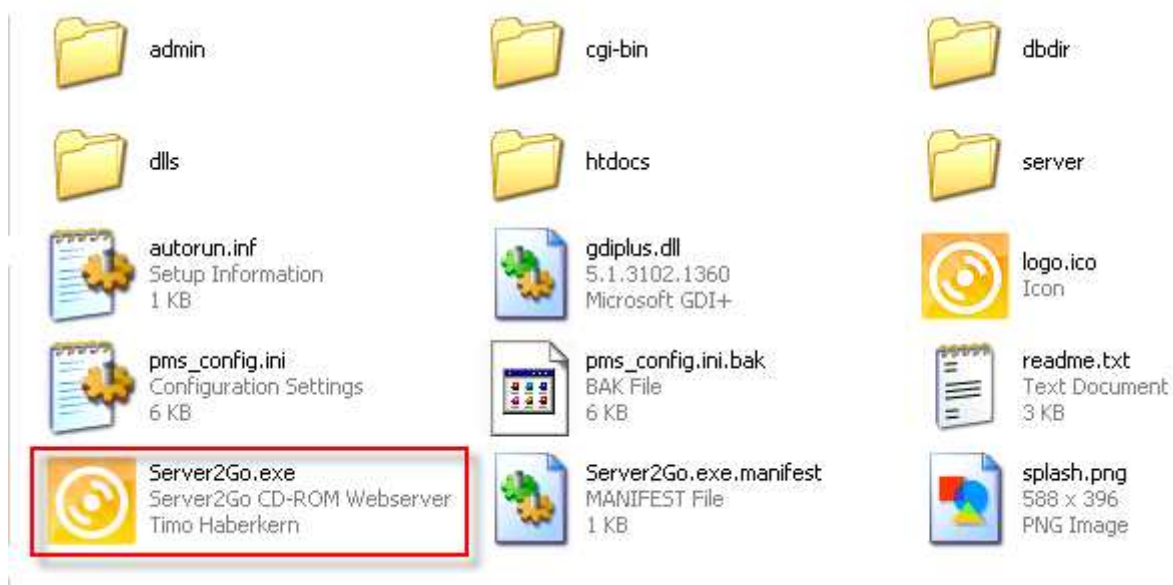 admin
cgi-bin
dbdir
dlls
htdocs
server
autorun.inf
Setup Information
1 KB
gdiplus.dll
5.1.3102.1360
Microsoft GDI+
logo.ico
Icon
pms_config.ini
Configuration Settings
6 KB
pms_config.ini.bak
BAK File
6 KB
readme.txt
Text Document
3 KB
Server2Go.exe
Server2Go CD-ROM Webserver
Timo Haberkern
Server2Go.exe.manifest
MANIFEST File
1 KB
splash.png
588 x 396
PNG Image